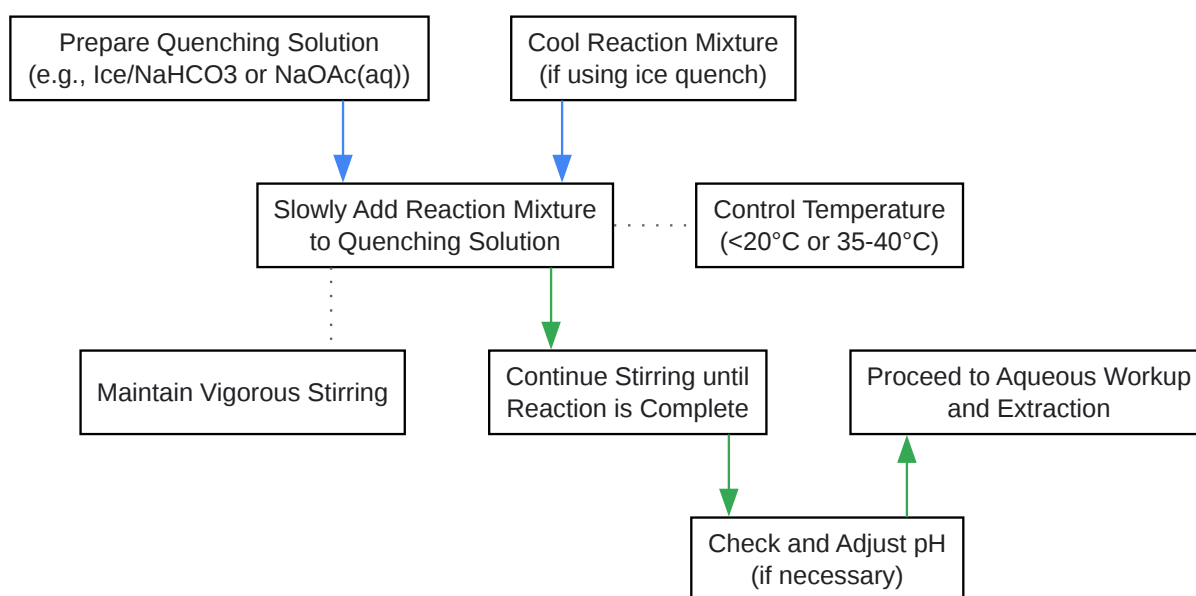 Prepare Quenching Solution
(e.g., Ice/NaHCO3 or NaOAc(aq))
Cool Reaction Mixture
(if using ice quench)
Slowly Add Reaction Mixture
to Quenching Solution
Control Temperature
(<20°C or 35-40°C)
Maintain Vigorous Stirring
Continue Stirring until
Reaction is Complete
Proceed to Aqueous Workup
and Extraction
Check and Adjust pH
(if necessary)